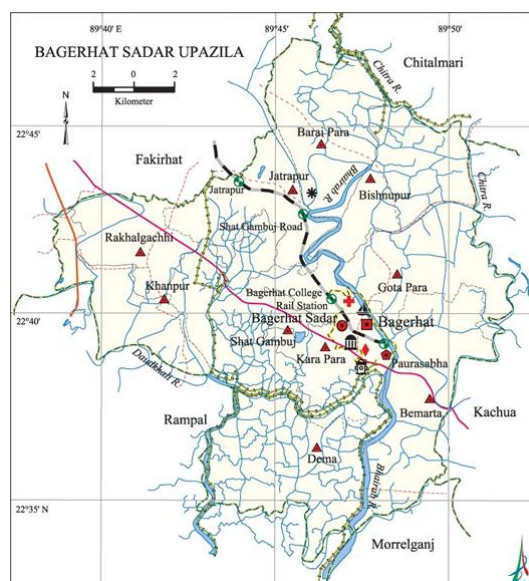 89°40' E
89°45'
89°50'
BAGERHAT SADAR UPAZILA
2 0 2
Kilometer
N
Chitalmari
Chitra R.
22°45'
Barai Para
Fakirhat
Bhairab R.
Jatrapur
Jatrapur
Bishnupur
Chitra R.
Shat Gambuj Road
Rakhalgachhi
Khanpur
Gota Para
Bagerhat College
Rail Station
22°40'
Bagerhat Sadar
Bagerhat
Shat Gambuj
Kara Para
Paurasabha
Daudkhali R.
Bemarta
Rampal
Kachua
Dema
Bhairab R.
22°35'
Morrelganj